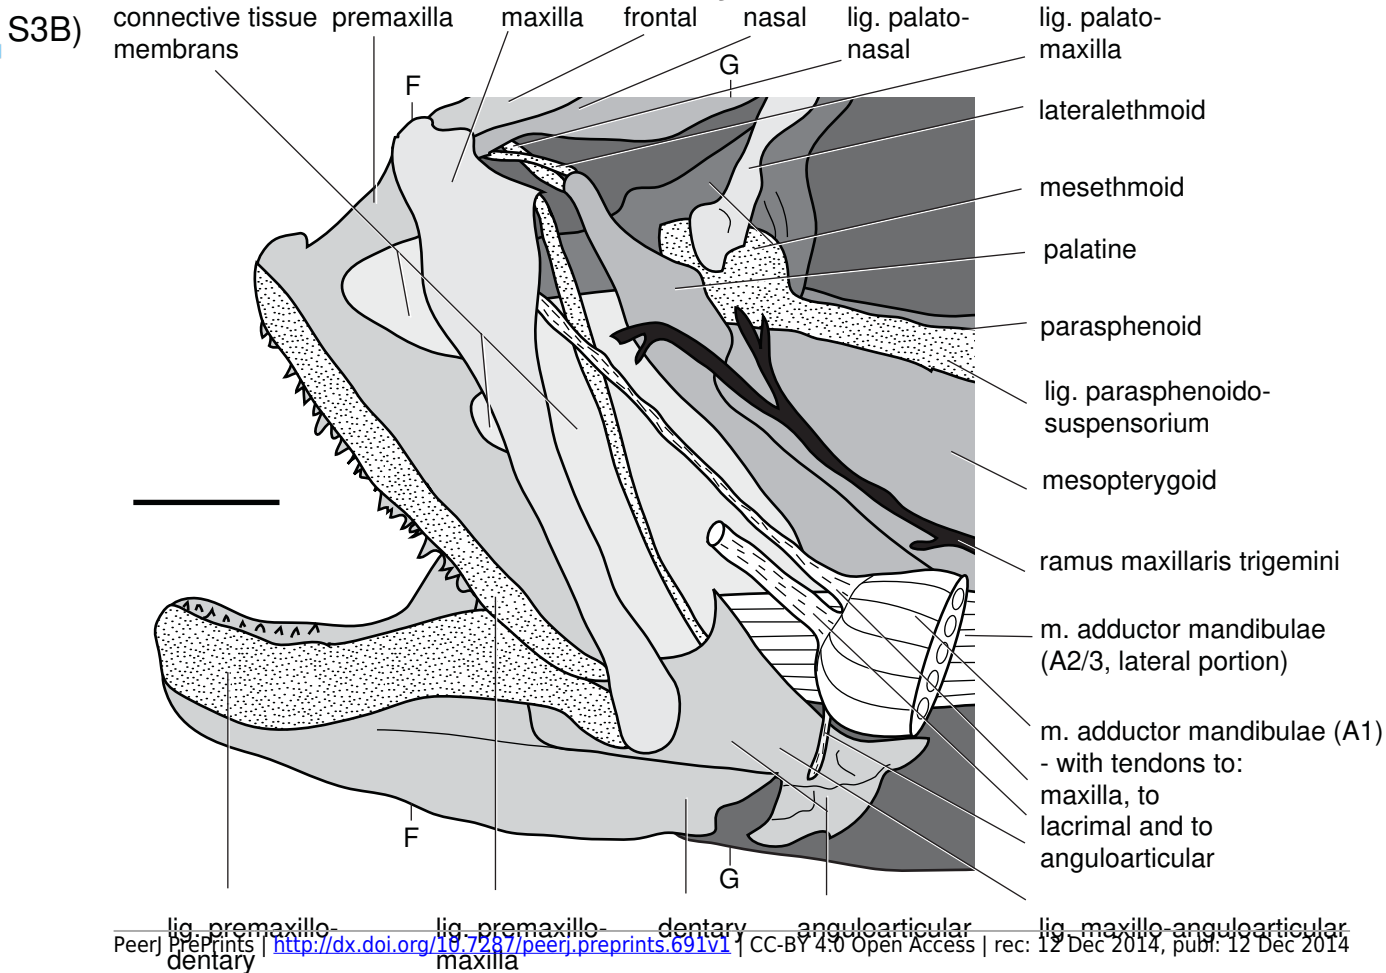 S3B)
connective tissue
membrans
premaxilla
maxilla
frontal
nasal
lig. palato-
nasal
lig. palato-
maxilla
F
G
lateralethmoid
mesethmoid
palatine
parasphenoid
lig. parasphenoido-
suspensorium
mesopterygoid
ramus maxillaris trigemini
m. adductor mandibulae
(A2/3, lateral portion)
m. adductor mandibulae (A1)
- with tendons to:
maxilla, to
lacrimal and to
anguloarticular
F
G
lig. premaxillo-
dentary
lig. premaxillo-
maxilla
dentary
anguloarticular
lig. maxillo-anguloarticular
PeerJ PrePrints | http://dx.doi.org/10.7287/peerj.preprints.691v1 | CC-BY 4.0 Open Access | rec: 12 Dec 2014, publ: 12 Dec 2014